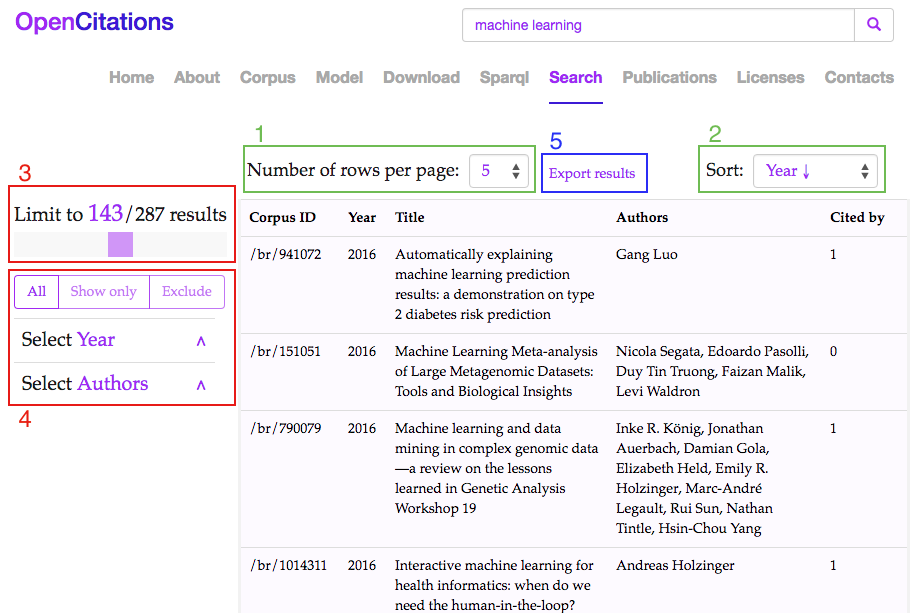 OpenCitations
machine learning
Home About Corpus Model Download Sparql Search Publications Licenses Contacts
1
5
2
Number of rows per page: 5
Export results
Sort: Year ↓
3
Limit to 143/287 results
All Show only Exclude
Select Year ^
Select Authors ^
4
Corpus ID Year Title Authors Cited by
/br/941072 2016 Automatically explaining Gang Luo 1
machine learning prediction
results: a demonstration on type
2 diabetes risk prediction
/br/151051 2016 Machine Learning Meta-analysis Nicola Segata, Edoardo Pasolli, 0
of Large Metagenomic Datasets: Duy Tin Truong, Faizan Malik,
Tools and Biological Insights Levi Waldron
/br/790079 2016 Machine learning and data Inke R. König, Jonathan 1
mining in complex genomic data Auerbach, Damian Gola,
—a review on the lessons Elizabeth Held, Emily R.
learned in Genetic Analysis Holzinger, Marc-André
Workshop 19 Legault, Rui Sun, Nathan
Tintle, Hsin-Chou Yang
/br/1014311 2016 Interactive machine learning for Andreas Holzinger 1
health informatics: when do we
need the human-in-the-loop?